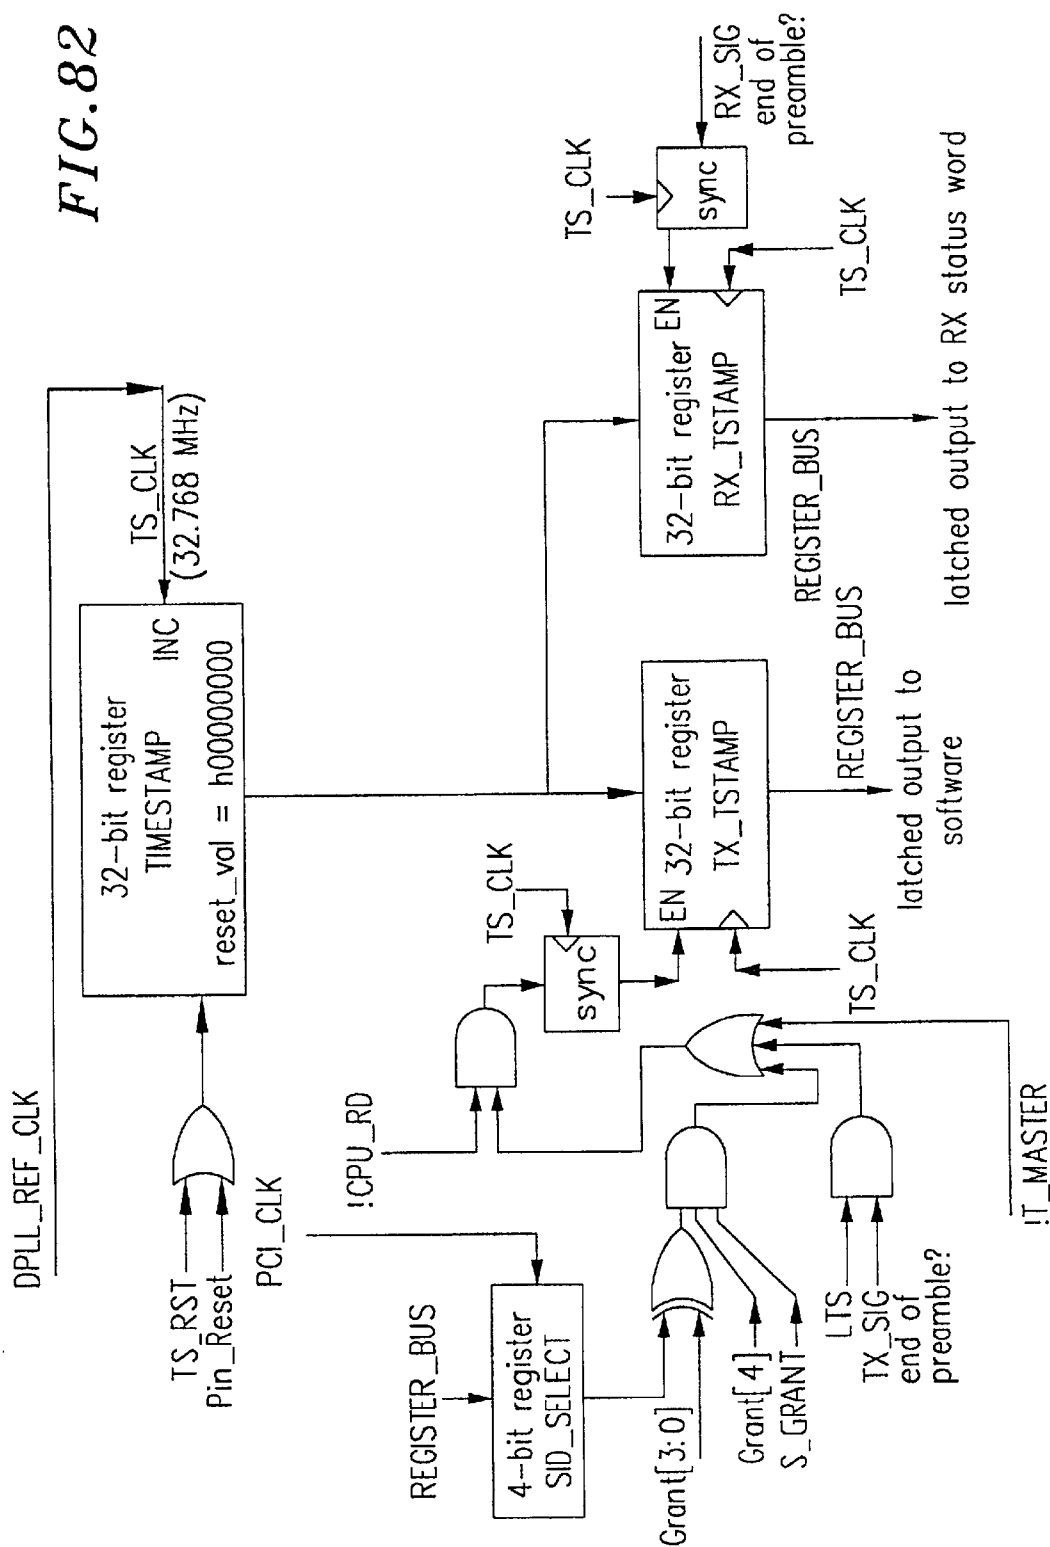 FIG.82
DPLL_REF_CLK
TS_CLK
(32.768 MHz)
32-bit register
TIMESTAMP
INC
reset_val = h00000000
TS_RST
Pin_Reset
PCI_CLK
!CPU_RD
REGISTER_BUS
4-bit register
SID_SELECT
Grant[3:0]
Grant[4]
S_GRANT
LTS
TX_SIG
end of
preamble?
!T_MASTER
TS_CLK
sync
EN
32-bit register
TX_TSTAMP
TS_CLK
REGISTER_BUS
latched output to
software
TS_CLK
sync
RX_SIG
end of
preamble?
32-bit register
EN
RX_TSTAMP
TS_CLK
REGISTER_BUS
latched output to RX status word